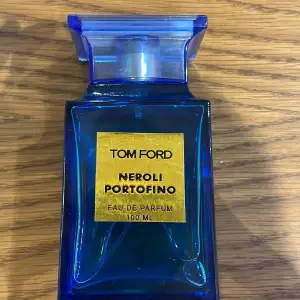 TOM FORD
NEROLI
PORTOFINO
EAU DE PARFUM
100 ML